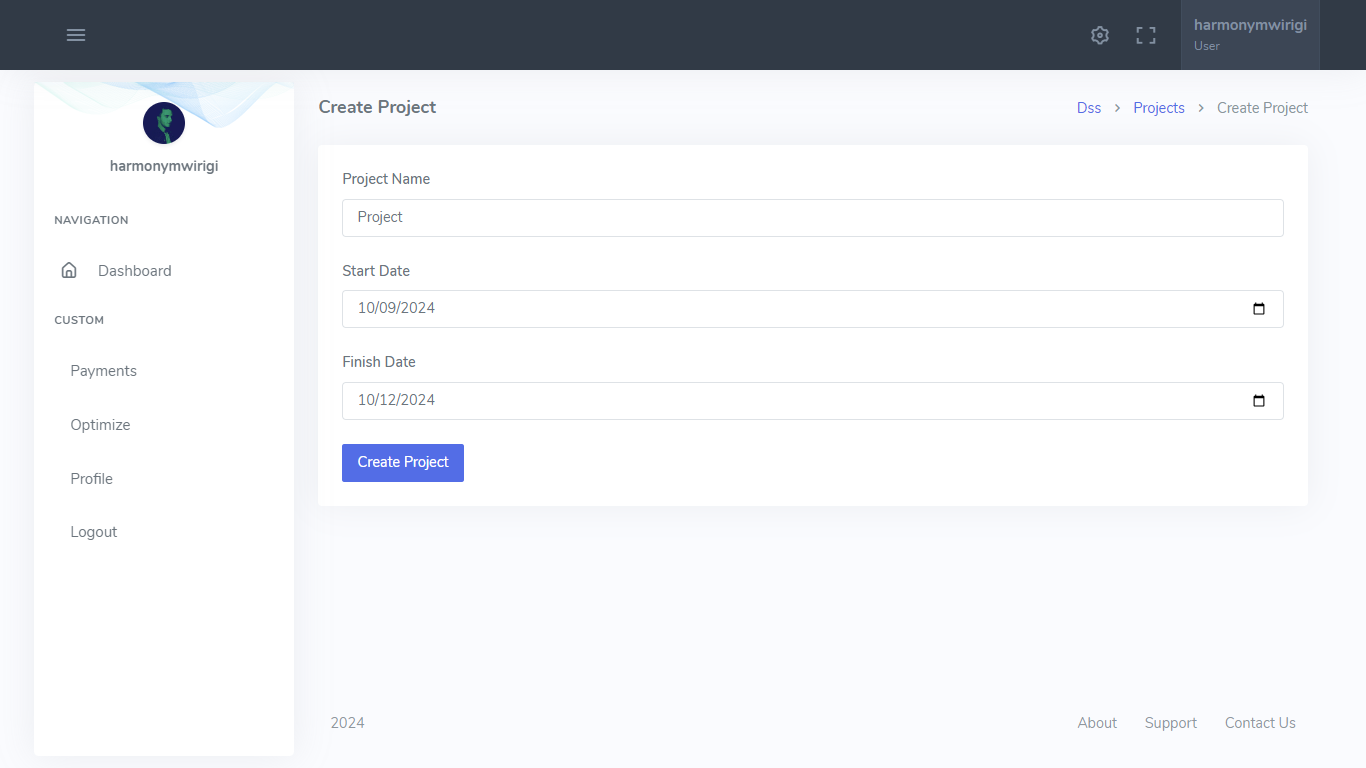 harmonymwirigi
User
harmonymwirigi
NAVIGATION
Dashboard
CUSTOM
Payments
Optimize
Profile
Logout
Create Project
Dss > Projects > Create Project
Project Name
Project
Start Date
10/09/2024
Finish Date
10/12/2024
Create Project
2024
About Support Contact Us